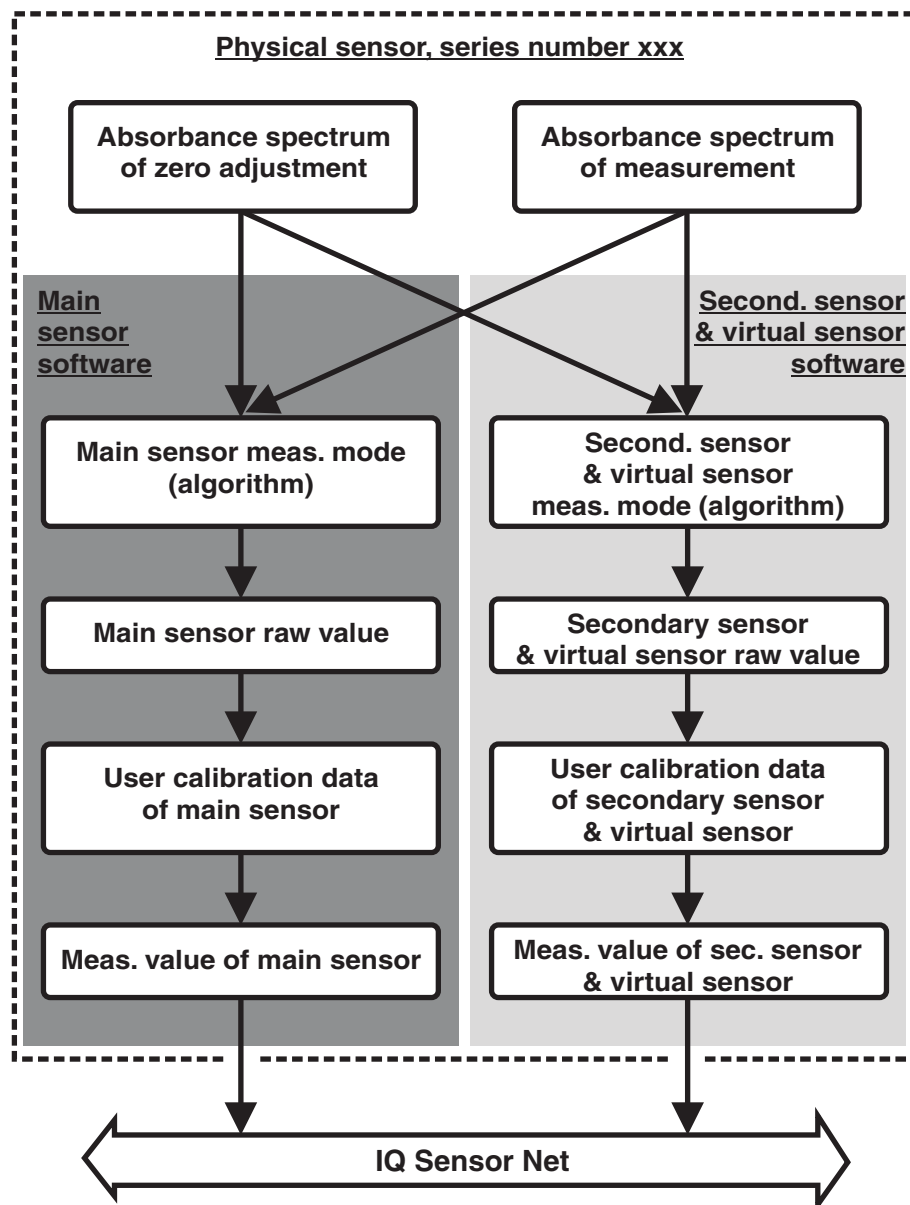 Physical sensor, series number xxx
Absorbance spectrum
of zero adjustment
Absorbance spectrum
of measurement
Main
sensor
software
Second. sensor
& virtual sensor
software
Main sensor meas. mode
(algorithm)
Second. sensor
& virtual sensor
meas. mode (algorithm)
Main sensor raw value
Secondary sensor
& virtual sensor raw value
User calibration data
of main sensor
User calibration data
of secondary sensor
& virtual sensor
Meas. value of main sensor
Meas. value of sec. sensor
& virtual sensor
IQ Sensor Net